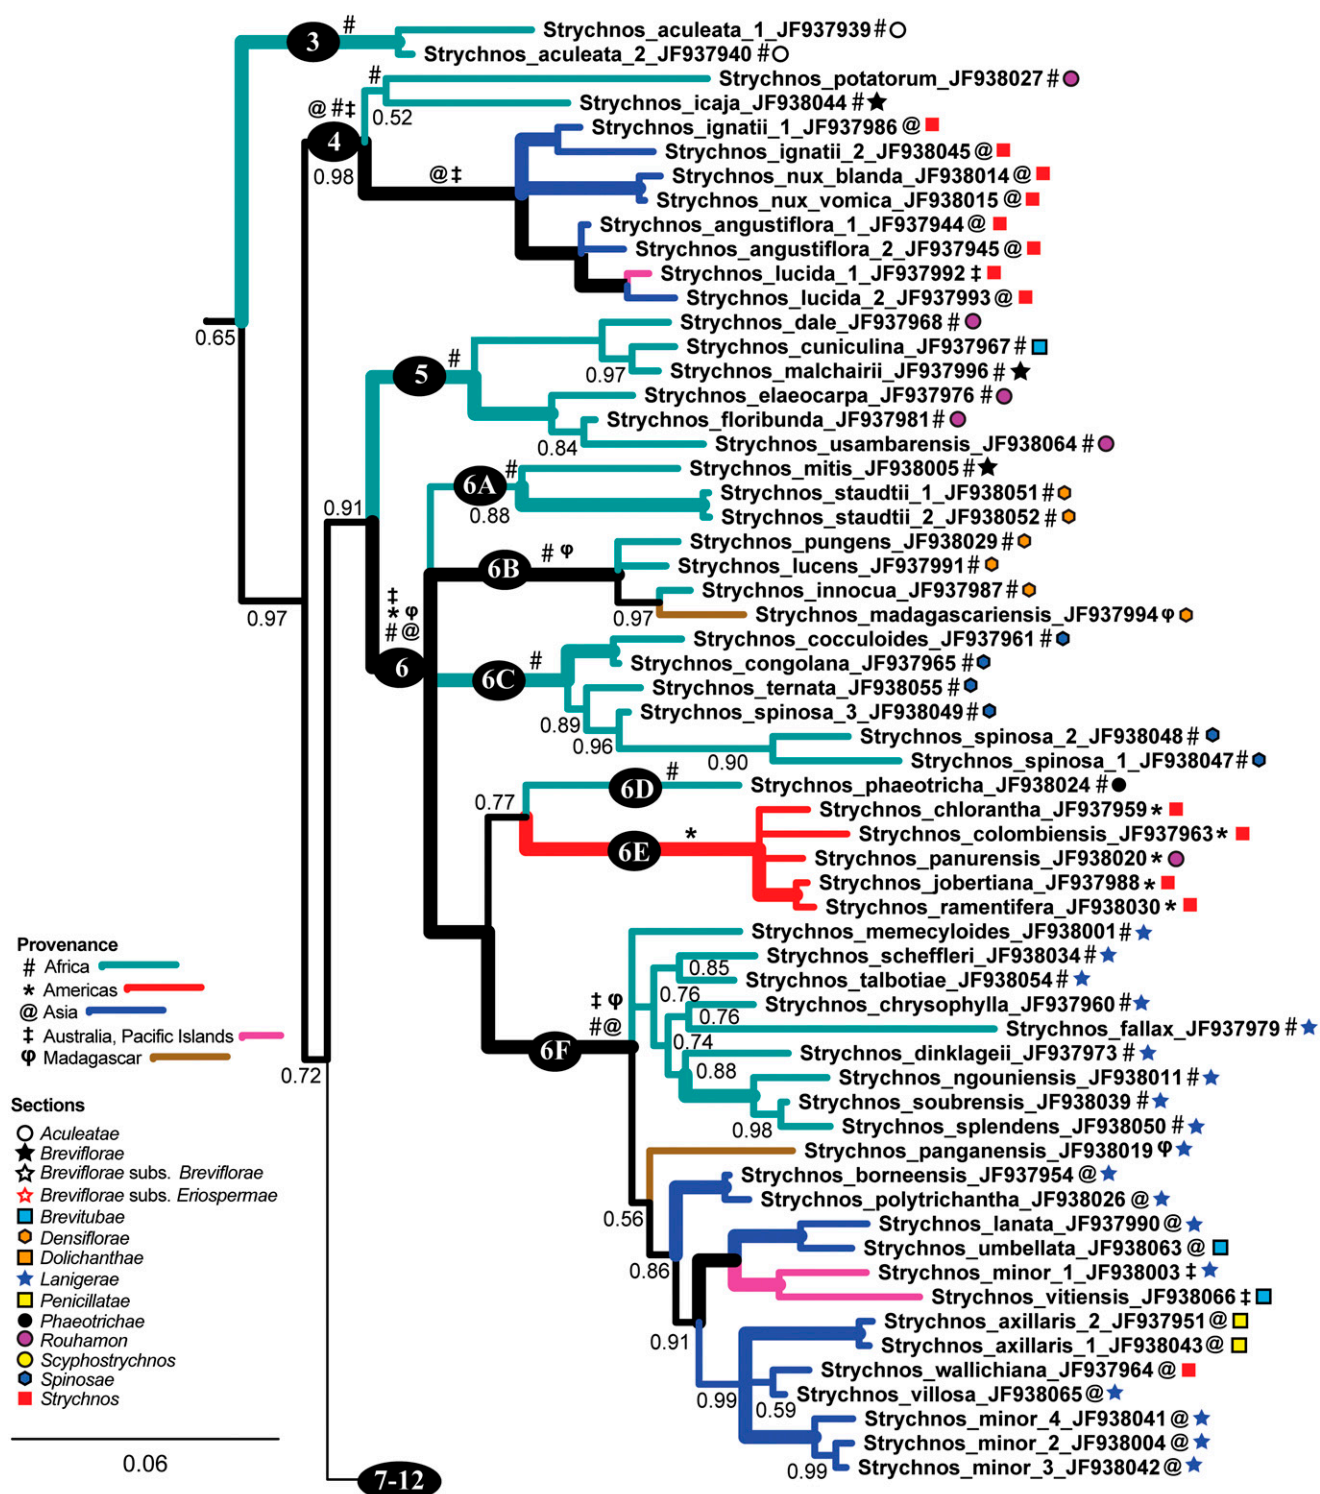 3 #
Strychnos_aculeata_1_JF937939 #
Strychnos_aculeata_2_JF937940 #
#
Strychnos_potatorum_JF938027 #
@ #‡
0.52
Strychnos_icaja_JF938044 #
4
0.98
Strychnos_ignatii_1_JF937986 @
Strychnos_ignatii_2_JF938045 @
@ ‡
Strychnos_nux_blanda_JF938014 @
Strychnos_nux_vomica_JF938015 @
Strychnos_angustiflora_1_JF937944 @
Strychnos_angustiflora_2_JF937945 @
Strychnos_lucida_1_JF937992 ‡
Strychnos_lucida_2_JF937993 @
0.65
Strychnos_dale_JF937968 #
Strychnos_cuniculina_JF937967 #
5 #
0.97
Strychnos_malchairii_JF937996 #
Strychnos_elaeocarpa_JF937976 #
Strychnos_floribunda_JF937981 #
0.84
Strychnos_usambarensis_JF938064 #
Strychnos_mitis_JF938005 #
6A #
0.88
Strychnos_staudtii_1_JF938051 #
Strychnos_staudtii_2_JF938052 #
0.91
Strychnos_pungens_JF938029 #
6B # φ
Strychnos_lucens_JF937991 #
Strychnos_innocua_JF937987 #
0.97
Strychnos_madagascariensis_JF937994 φ
0.97
‡
* φ
# @
6
Strychnos_cocculoides_JF937961 #
6C #
Strychnos_congolana_JF937965 #
Strychnos_ternata_JF938055 #
0.89
Strychnos_spinosa_3_JF938049 #
0.96
Strychnos_spinosa_2_JF938048 #
0.90
Strychnos_spinosa_1_JF938047 #
6D #
Strychnos_phaeotricha_JF938024 #
0.77
Strychnos_chlorantha_JF937959 *
Strychnos_colombiensis_JF937963 *
6E *
Strychnos_panurensis_JF938020 *
Strychnos_jobertiana_JF937988 *
Strychnos_ramentifera_JF938030 *
Strychnos_memecyloides_JF938001 #
Strychnos_scheffleri_JF938034 #
0.85
Strychnos_talbotiae_JF938054 #
0.76
Strychnos_chrysophylla_JF937960 #
0.76
Strychnos_fallax_JF937979 #
0.74
‡ φ
#@
6F
Strychnos_dinklageii_JF937973 #
0.88
Strychnos_ngouniensis_JF938011 #
Strychnos_soubrensis_JF938039 #
0.98
Strychnos_splendens_JF938050 #
Strychnos_panganensis_JF938019 φ
Strychnos_borneensis_JF937954 @
Strychnos_polytrichantha_JF938026 @
0.56
Strychnos_lanata_JF937990 @
Strychnos_umbellata_JF938063 @
0.86
Strychnos_minor_1_JF938003 ‡
Strychnos_vitiensis_JF938066 ‡
Strychnos_axillaris_2_JF937951 @
0.91
Strychnos_axillaris_1_JF938043 @
Strychnos_wallichiana_JF937964 @
Strychnos_villosa_JF938065 @
0.99
0.59
Strychnos_minor_4_JF938041 @
Strychnos_minor_2_JF938004 @
0.99
Strychnos_minor_3_JF938042 @
0.72
7-12
Provenance
# Africa
* Americas
@ Asia
‡ Australia, Pacific Islands
φ Madagascar
Sections
Aculeatae
Breviflorae
Breviflorae subs. Breviflorae
Breviflorae subs. Eriospermae
Brevitubae
Densiflorae
Dolichanthae
Lanigerae
Penicillatae
Phaeotrichae
Rouhamon
Scyphostrychnos
Spinosae
Strychnos
0.06